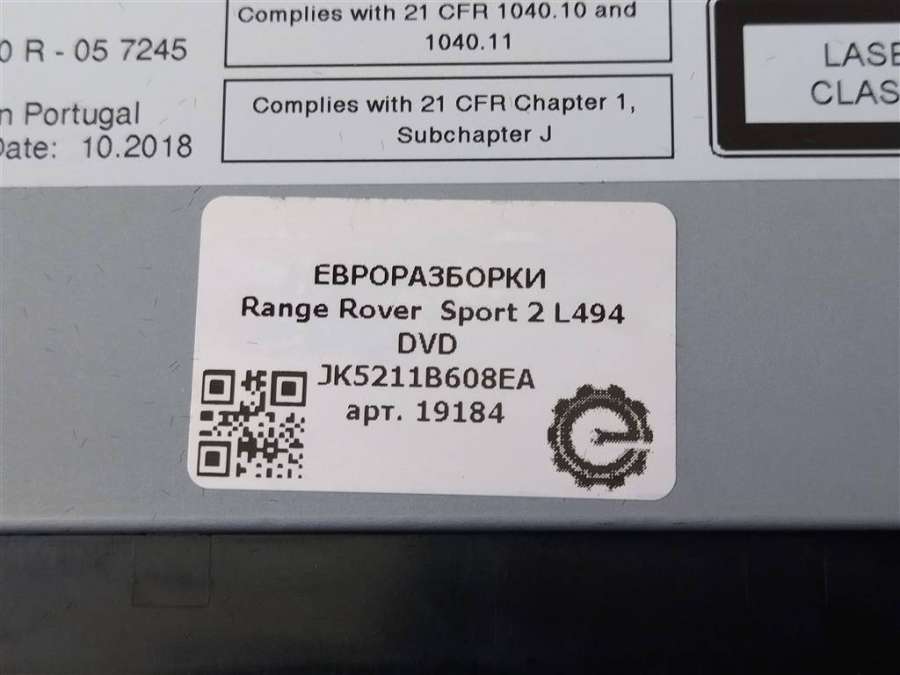 Complies with 21 CFR 1040.10 and
1040.11
0 R - 05 7245
Complies with 21 CFR Chapter 1,
Subchapter J
n Portugal
Date: 10.2018
LASE
CLAS
ЕВРОРАЗБОРКИ
Range Rover Sport 2 L494
DVD
JK5211B608EA
арт. 19184